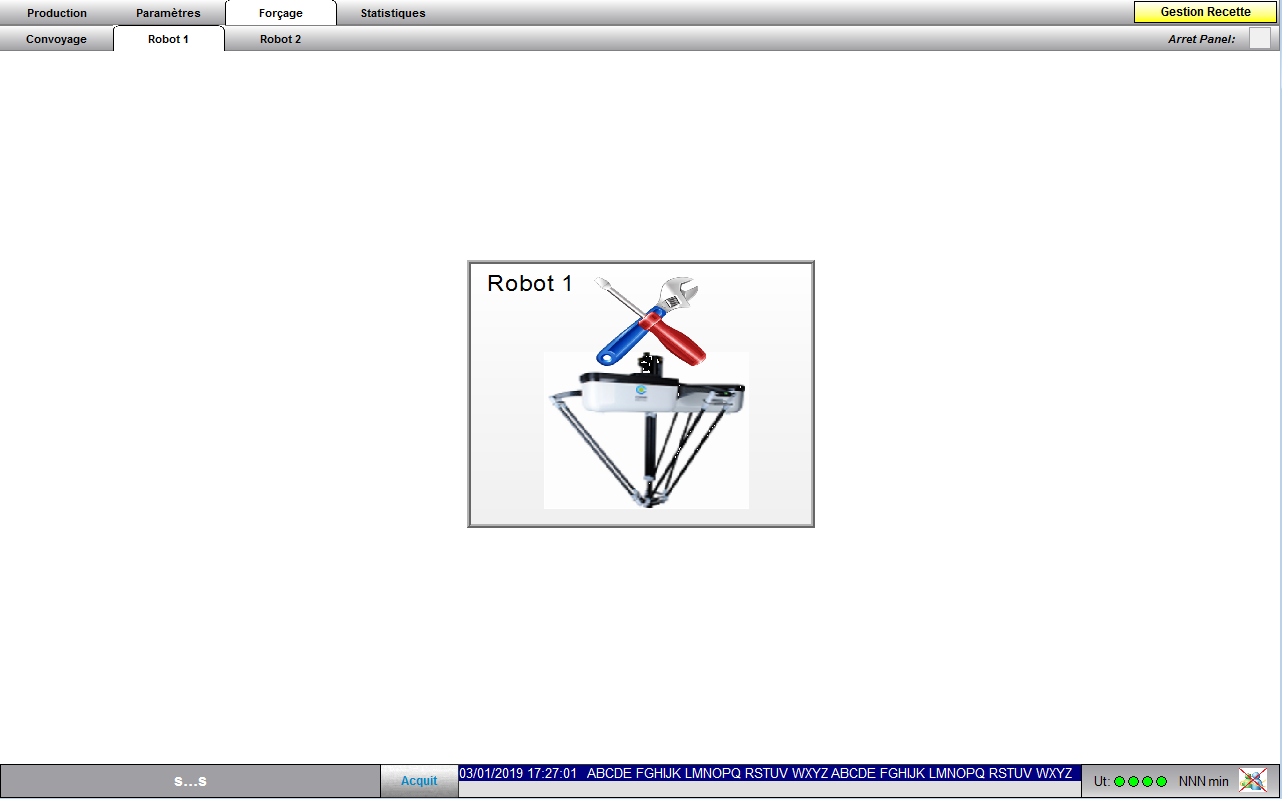 Production Paramètres Forçage Statistiques Gestion Recette
Convoyage Robot 1 Robot 2 Arret Panel:
Robot 1
s...s Acquit 03/01/2019 17:27:01 ABCDE FGHIJK LMNOPQ RSTUV WXYZ ABCDE FGHIJK LMNOPQ RSTUV WXYZ Ut: NNN min